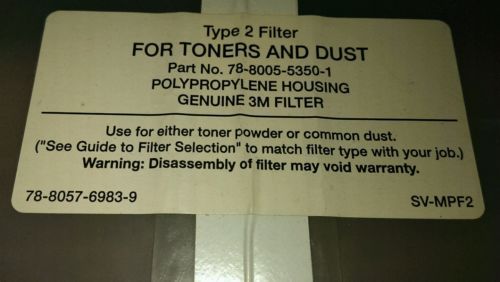 Type 2 Filter
FOR TONERS AND DUST
Part No. 78-8005-5350-1
POLYPROPYLENE HOUSING
GENUINE 3M FILTER
Use for either toner powder or common dust.
("See Guide to Filter Selection" to match filter type with your job.)
Warning: Disassembly of filter may void warranty.
78-8057-6983-9 SV-MPF2